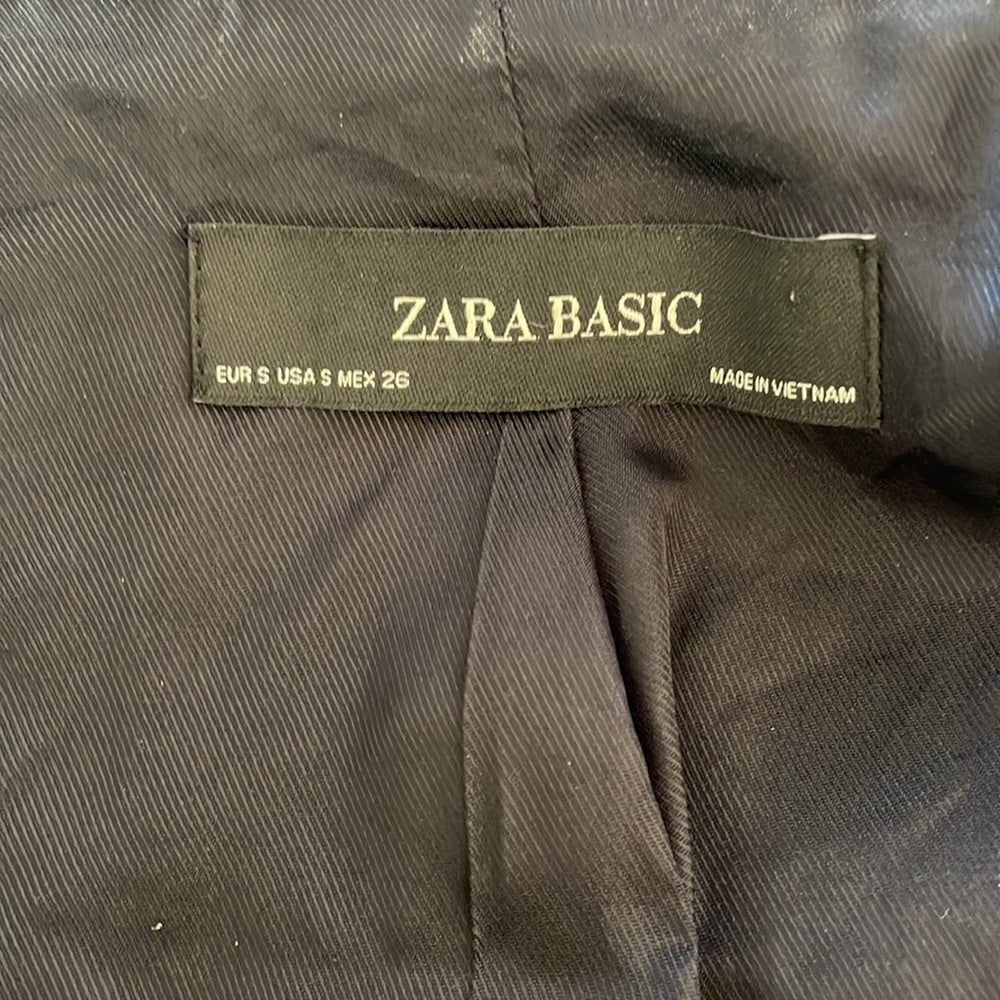 ZARA BASIC
EUR S USA S MEX 26
MADE IN VIETNAM